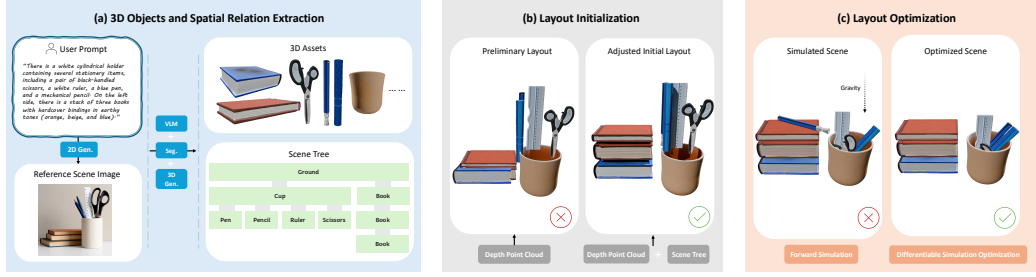 (a) 3D Objects and Spatial Relation Extraction
User Prompt
"There is a white cylindrical holder
containing several stationery items,
including a pair of black-handled
scissors, a white ruler, a blue pen,
and a mechanical pencil. On the left
side, there is a stack of three books
with hardcover bindings in earthy
tones (orange, beige, and blue)."
2D Gen.
Reference Scene Image
VLM
+
Seg.
+
3D
Gen.
3D Assets
... ...
Scene Tree
Ground
Cup
Book
Pen
Pencil
Ruler
Scissors
Book
Book
(b) Layout Initialization
Preliminary Layout
Adjusted Initial Layout
Depth Point Cloud
Depth Point Cloud
+
Scene Tree
(c) Layout Optimization
Simulated Scene
Optimized Scene
Gravity
Forward Simulation
Differentiable Simulation Optimization